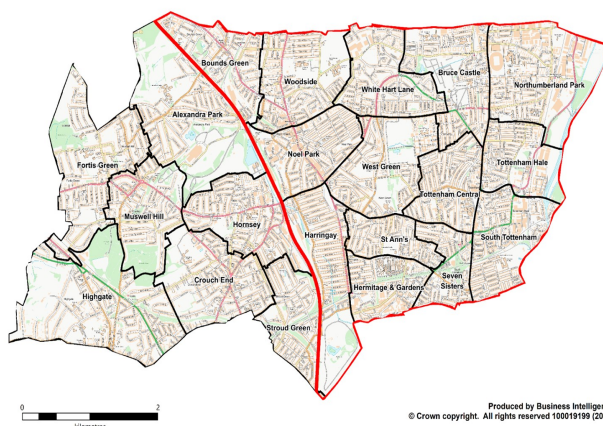 Bounds Green
Woodside
Bruce Castle
Northumberland Park
White Hart Lane
Alexandra Park
Noel Park
Fortis Green
West Green
Tottenham Hale
Muswell Hill
Tottenham Central
Hornsey
Harringay
St Ann's
South Tottenham
Crouch End
Highgate
Hermitage & Gardens
Seven
Sisters
Stroud Green
0
2
kilometres
Produced by Business Intelligen
© Crown copyright. All rights reserved 100019199 (20